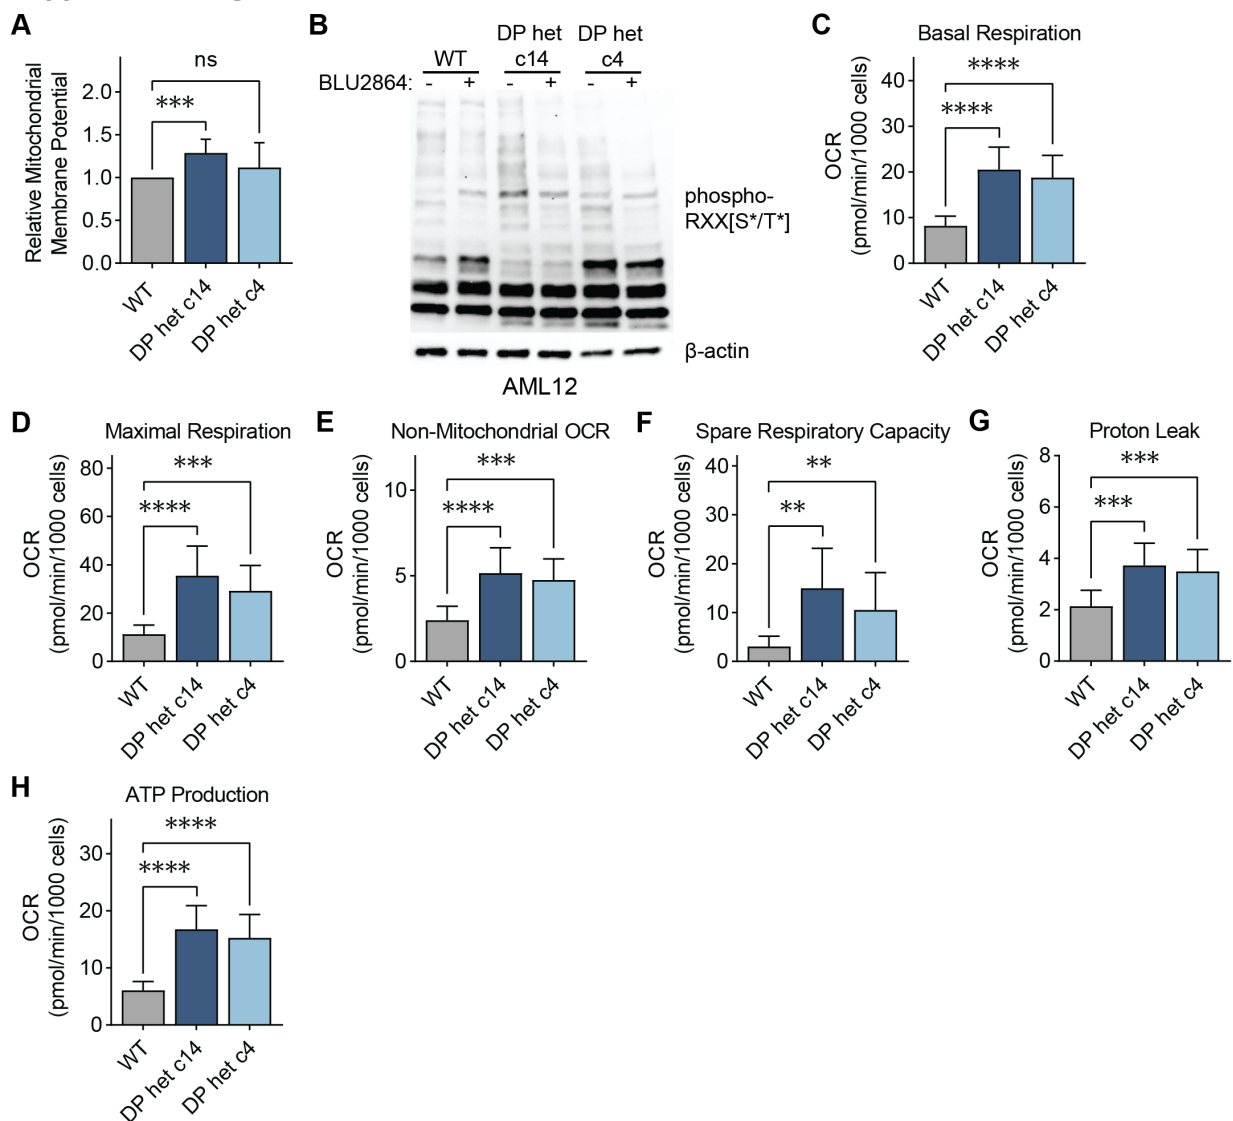 A
Relative Mitochondrial
Membrane Potential
2.0
1.5
1.0
0.5
0.0
ns
***
WT
DP het c14
DP het c4
B
WT
DP het
c14
DP het
c4
BLU2864: - + - + - +
phospho-
RXX[S*/T*]
β-actin
AML12
C
Basal Respiration
OCR
(pmol/min/1000 cells)
40
30
20
10
0
****
****
WT
DP het c14
DP het c4
D
Maximal Respiration
OCR
(pmol/min/1000 cells)
80
60
40
20
0
***
****
WT
DP het c14
DP het c4
E
Non-Mitochondrial OCR
OCR
(pmol/min/1000 cells)
10
5
0
***
****
WT
DP het c14
DP het c4
F
Spare Respiratory Capacity
OCR
(pmol/min/1000 cells)
40
30
20
10
0
**
**
WT
DP het c14
DP het c4
G
Proton Leak
OCR
(pmol/min/1000 cells)
8
6
4
2
0
***
***
WT
DP het c14
DP het c4
H
ATP Production
OCR
(pmol/min/1000 cells)
30
20
10
0
****
****
WT
DP het c14
DP het c4